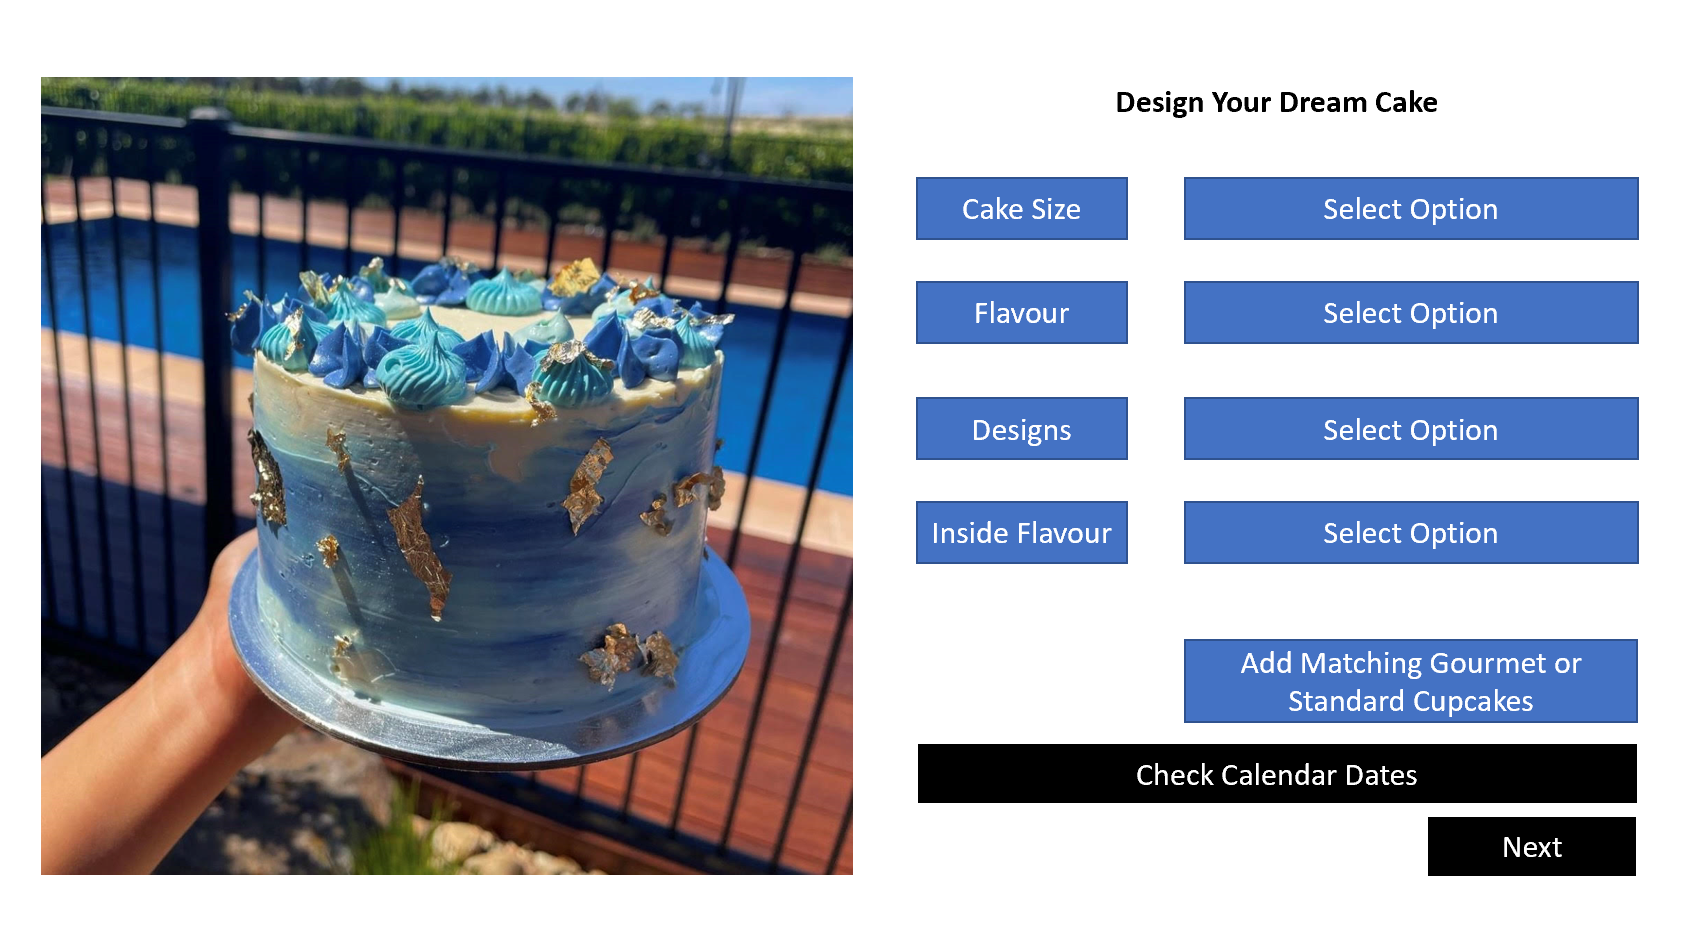 Design Your Dream Cake
Cake Size
Select Option
Flavour
Select Option
Designs
Select Option
Inside Flavour
Select Option
Add Matching Gourmet or
Standard Cupcakes
Check Calendar Dates
Next